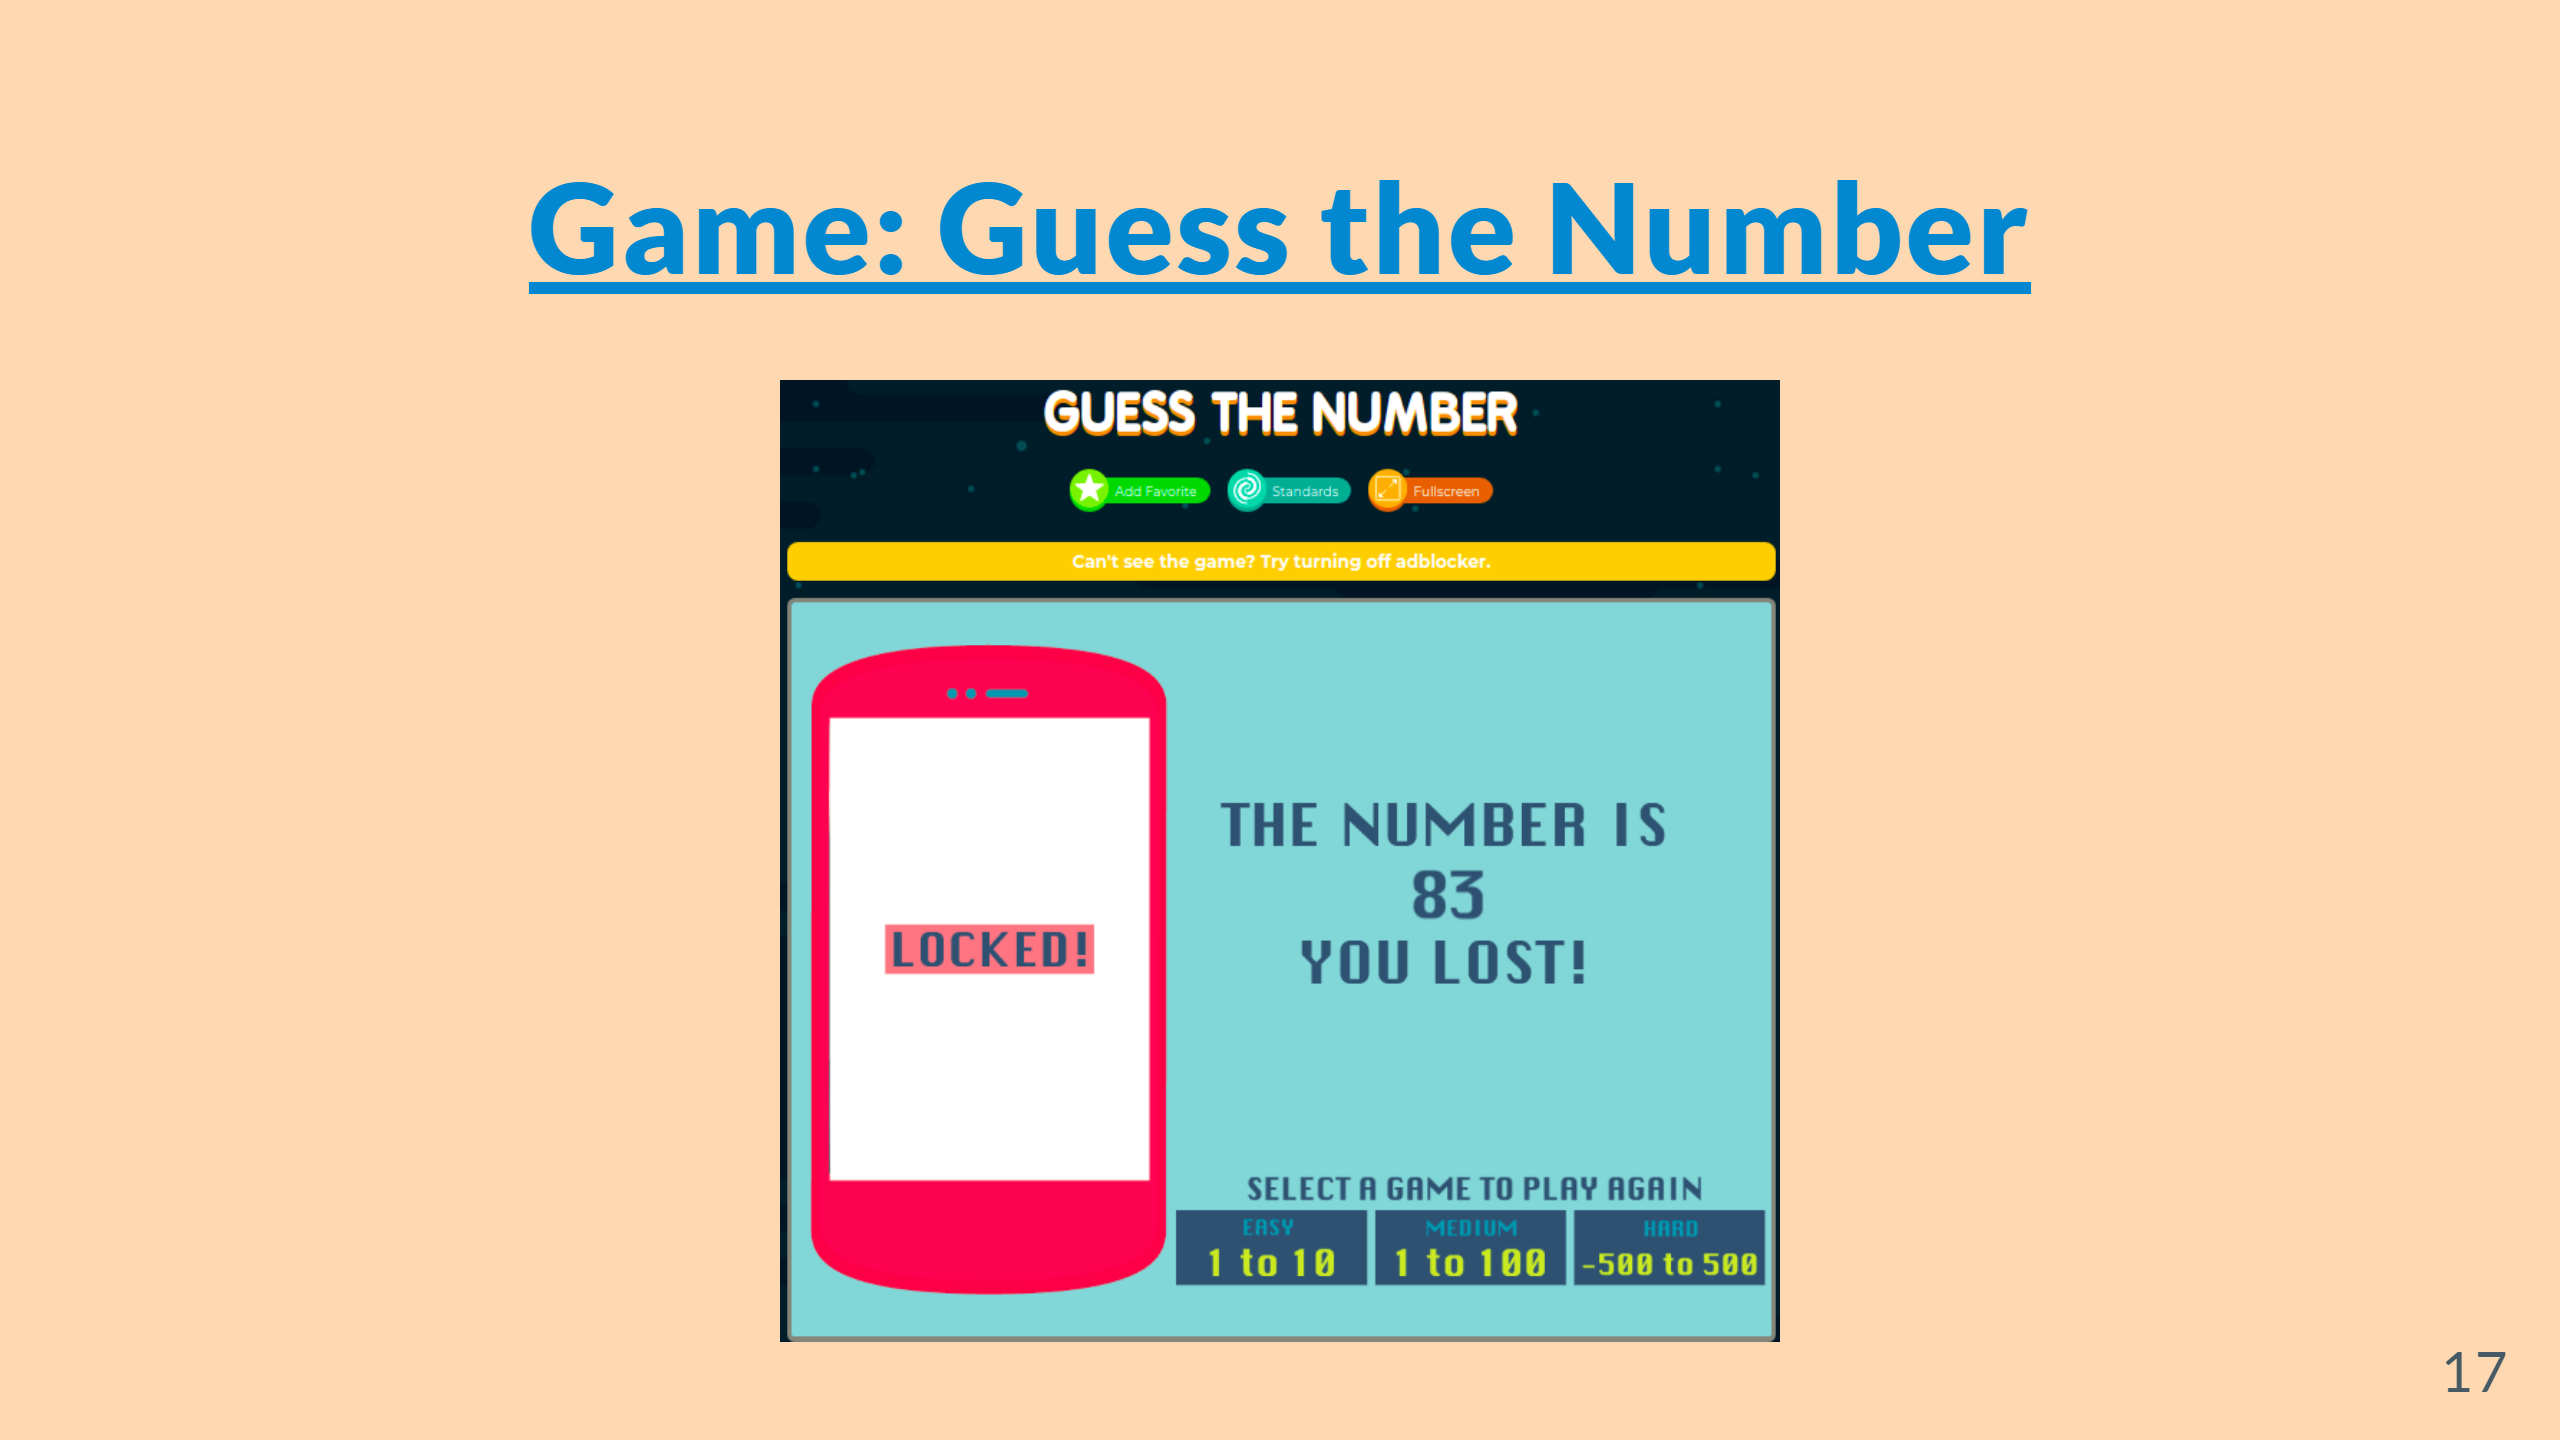 Game: Guess the Number
GUESS THE NUMBER
Add Favorite
Standards
Fullscreen
Can't see the game? Try turning off adblocker.
LOCKED!
THE NUMBER IS
83
YOU LOST!
SELECT A GAME TO PLAY AGAIN
EASY
1 to 10
MEDIUM
1 to 100
HARD
-500 to 500
17